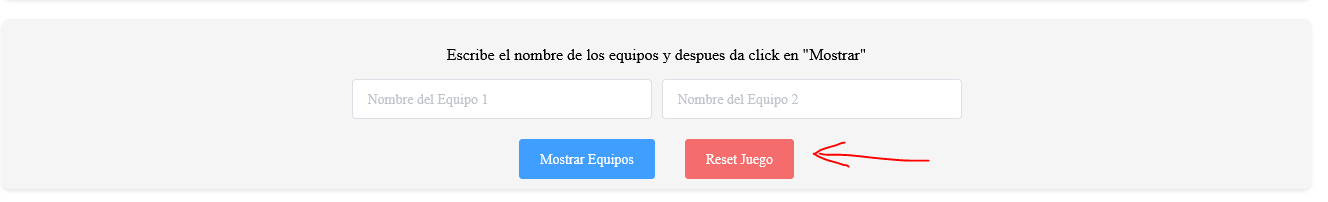 Escribe el nombre de los equipos y despues da click en "Mostrar"
Nombre del Equipo 1 Nombre del Equipo 2
Mostrar Equipos Reset Juego